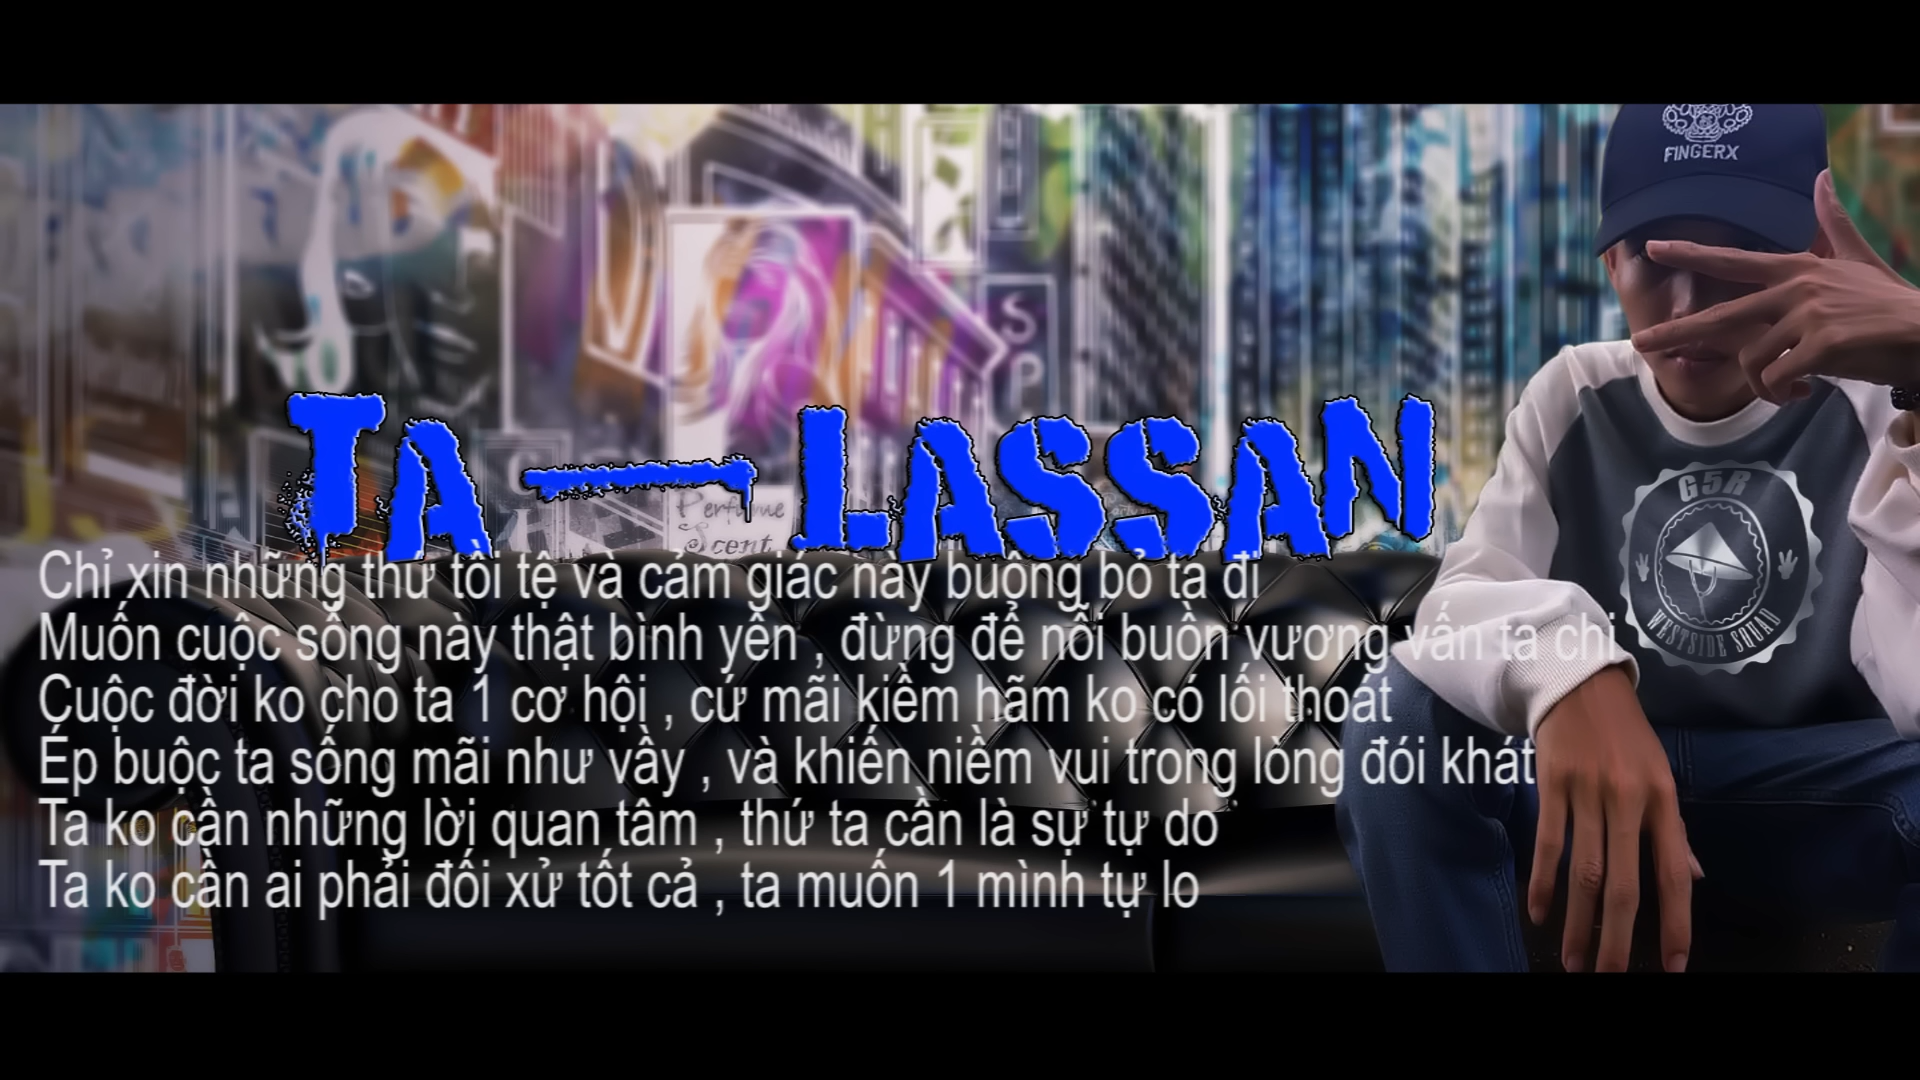 FINGERX
SP
TA - LASSAN
Perfume
Scent
G5R
WESTSIDE SQUAD
Chỉ xin những thứ tồi tệ và cảm giác này buông bỏ ta đi
Muốn cuộc sống này thật bình yên , đừng để nỗi buồn vương vấn ta chi
Cuộc đời ko cho ta 1 cơ hội , cứ mãi kiềm hãm ko có lối thoát
Ép buộc ta sống mãi như vầy , và khiến niềm vui trong lòng đói khát
Ta ko cần những lời quan tâm , thứ ta cần là sự tự do
Ta ko cần ai phải đối xử tốt cả , ta muốn 1 mình tự lo